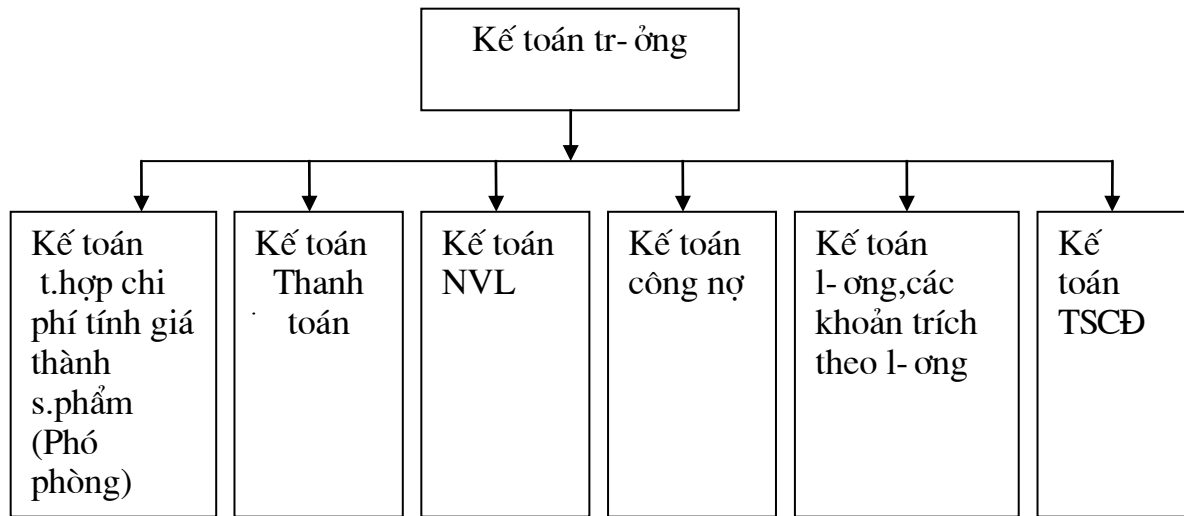 Kế toán tr- ởng
Kế toán
t.hợp chi
phí tính giá
thành
s.phẩm
(Phó
phòng)
Kế toán
Thanh
toán
Kế toán
NVL
Kế toán
công nợ
Kế toán
l- ơng,các
khoản trích
theo l- ơng
Kế
toán
TSCĐ